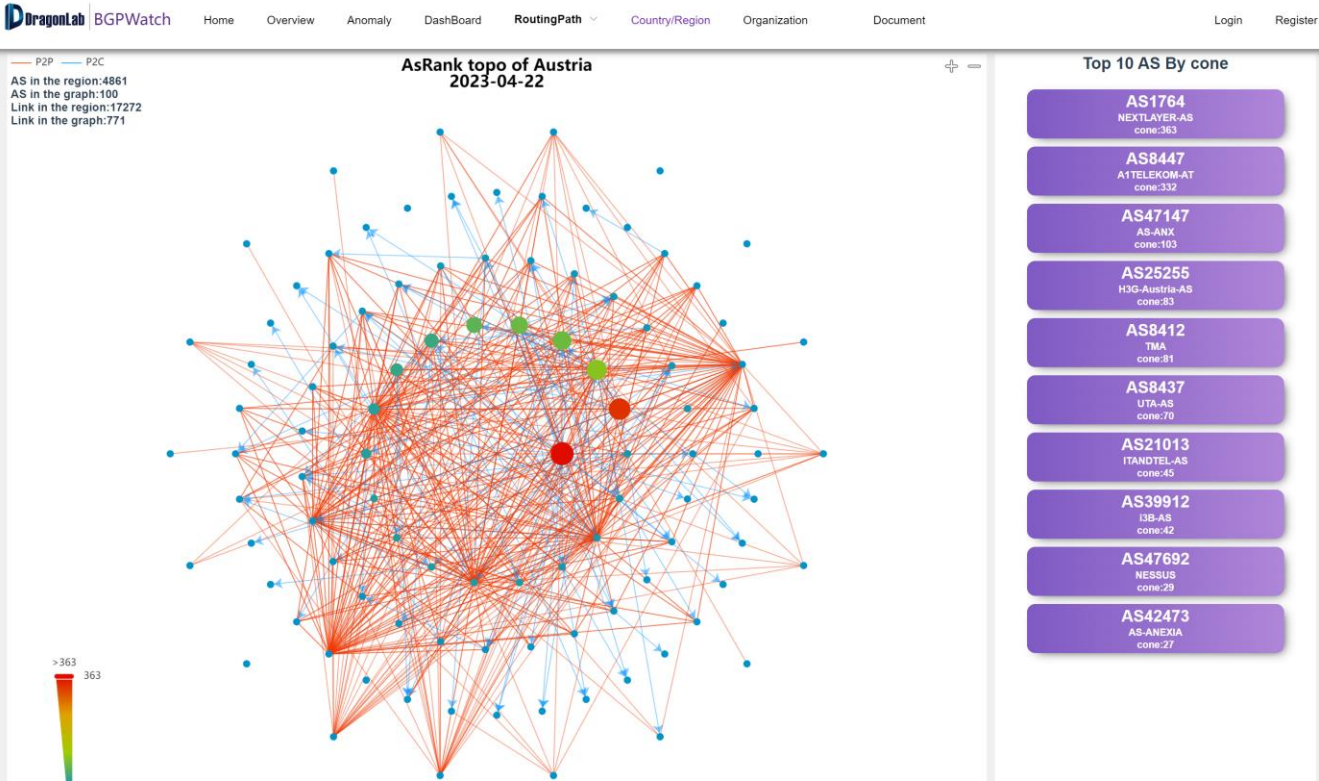 DragonLab BGPWatch Home Overview Anomaly DashBoard RoutingPath Country/Region Organization Document Login Register
P2P P2C
AS in the region:4861
AS in the graph:100
Link in the region:17272
Link in the graph:771
AsRank topo of Austria
2023-04-22
>363
363
Top 10 AS By cone
AS1764
NEXTLAYER-AS
cone:363
AS8447
A1TELEKOM-AT
cone:332
AS47147
AS-ANX
cone:103
AS25255
H3G-Austria-AS
cone:83
AS8412
TMA
cone:81
AS8437
UTA-AS
cone:70
AS21013
ITANDTEL-AS
cone:45
AS39912
i3B-AS
cone:42
AS47692
NESSUS
cone:29
AS42473
AS-ANEXIA
cone:27